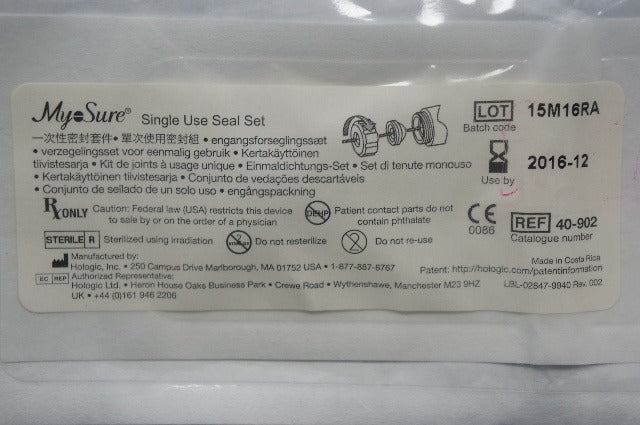 MyoSure® Single Use Seal Set
一次性密封套件 • 單次使用密封組 • engangsforseglingssæt
• verzegelingsset voor eenmalig gebruik • Kertakäyttöinen
tiivistesarja • Kit de joints à usage unique • Einmaldichtungs-Set • Set di tenute monouso
• Kertakäyttöinen tiivistesarja • Conjunto de vedações descartáveis
• Conjunto de sellado de un solo uso • engångspackning
LOT 15M16RA
Batch code
2016-12
Use by
Rx ONLY Caution: Federal law (USA) restricts this device
to sale by or on the order of a physician
DEHP Patient contact parts do not
contain phthalate
CE
0086
REF 40-902
Catalogue number
STERILE R Sterilized using irradiation
Do not resterilize
2 Do not re-use
Manufactured by:
Hologic, Inc. • 250 Campus Drive Marlborough, MA 01752 USA • 1-877-887-8767
EC REP Authorized Representative:
Hologic Ltd. • Heron House Oaks Business Park • Crewe Road • Wythenshawe, Manchester M23 9HZ
UK • +44 (0)161 946 2206
Made in Costa Rica
Patent: http://hologic.com/patentinformation
LBL-02847-9940 Rev. 002